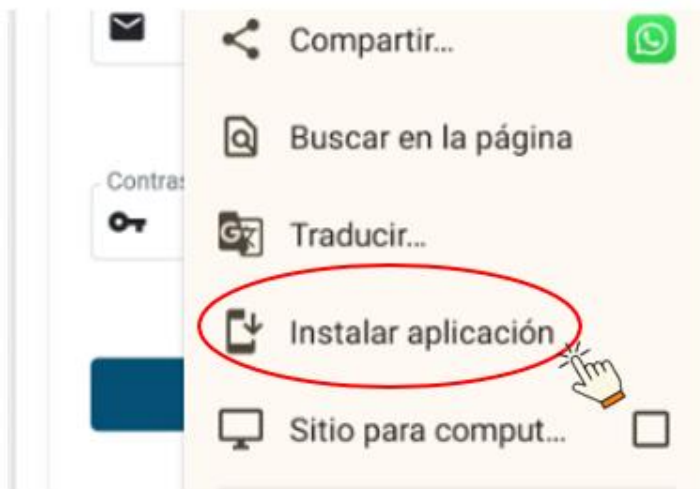 Compartir...
Buscar en la página
Contras
Traducir...
Instalar aplicación
Sitio para comput...